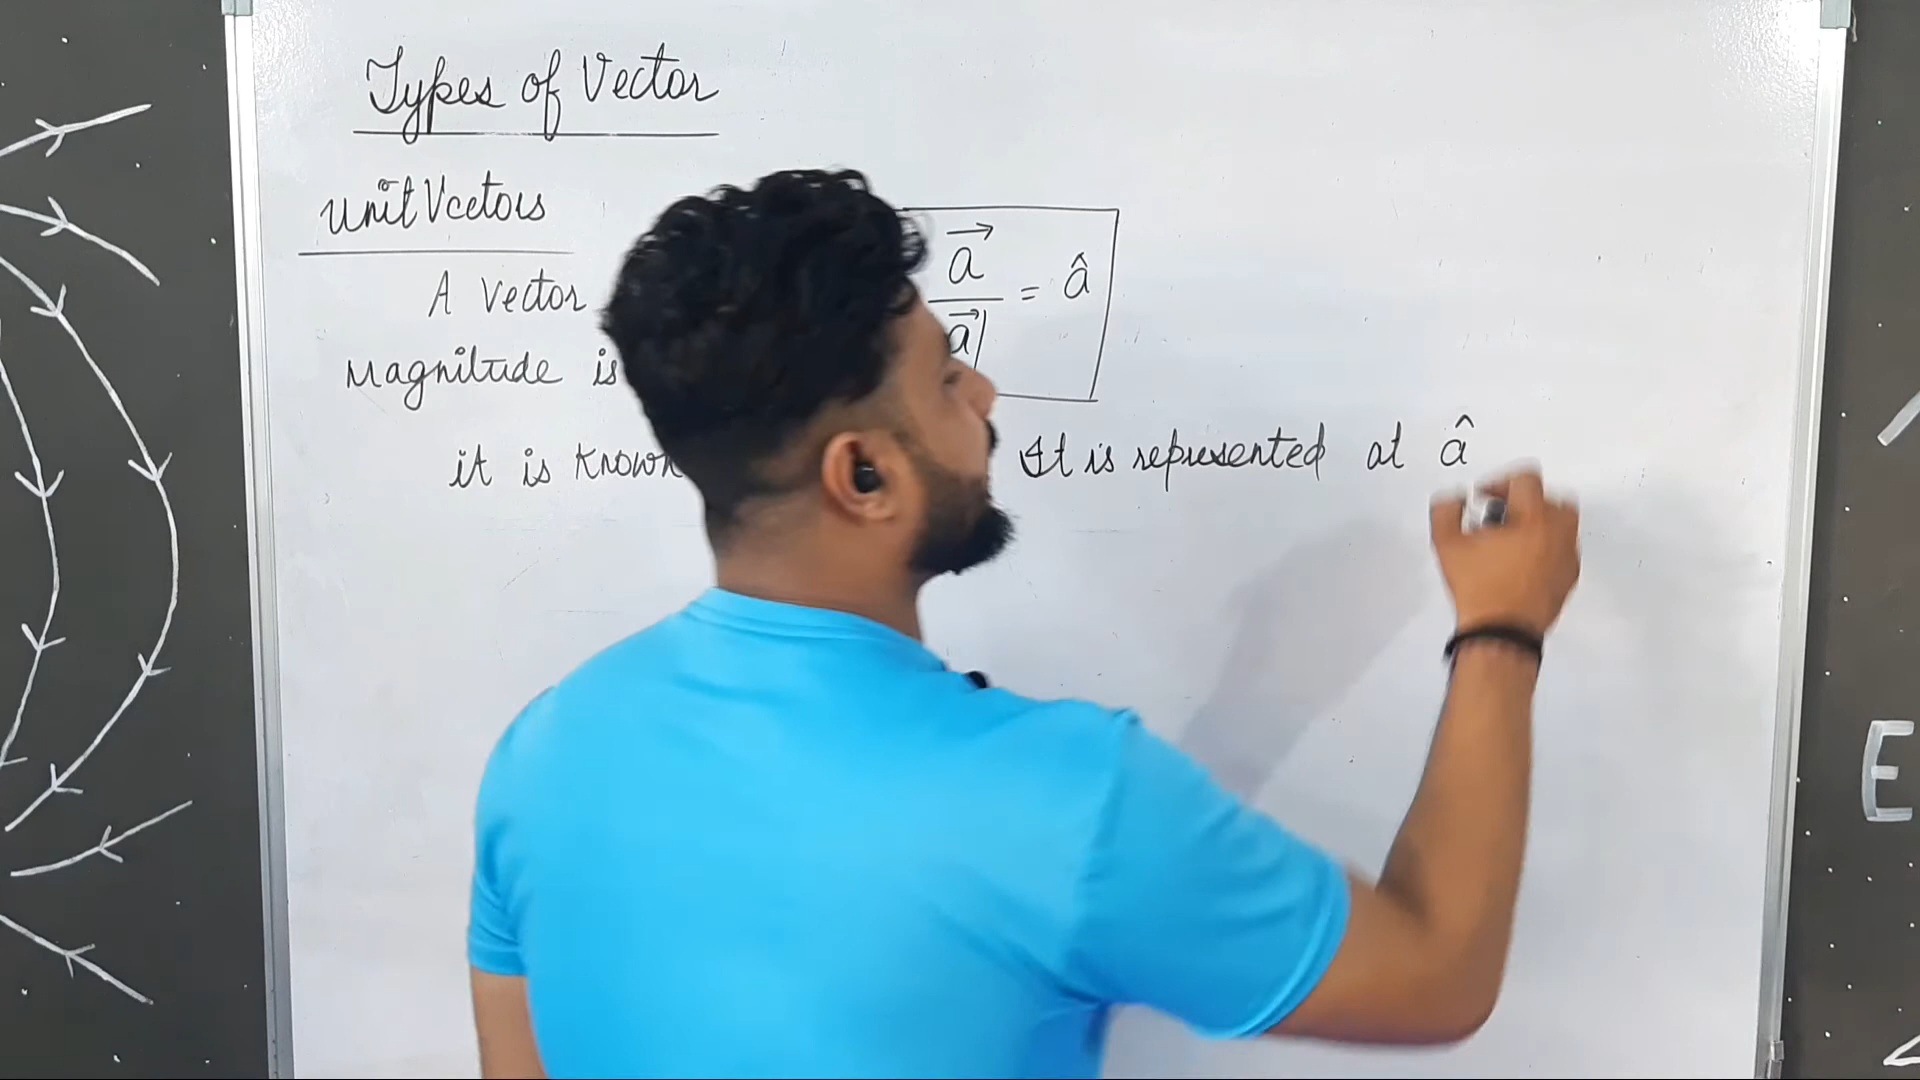 Types of Vector
Unit Vectors
A Vector
Magnitude is
it is known
a⃗ / |a⃗| = â
It is represented at â
E